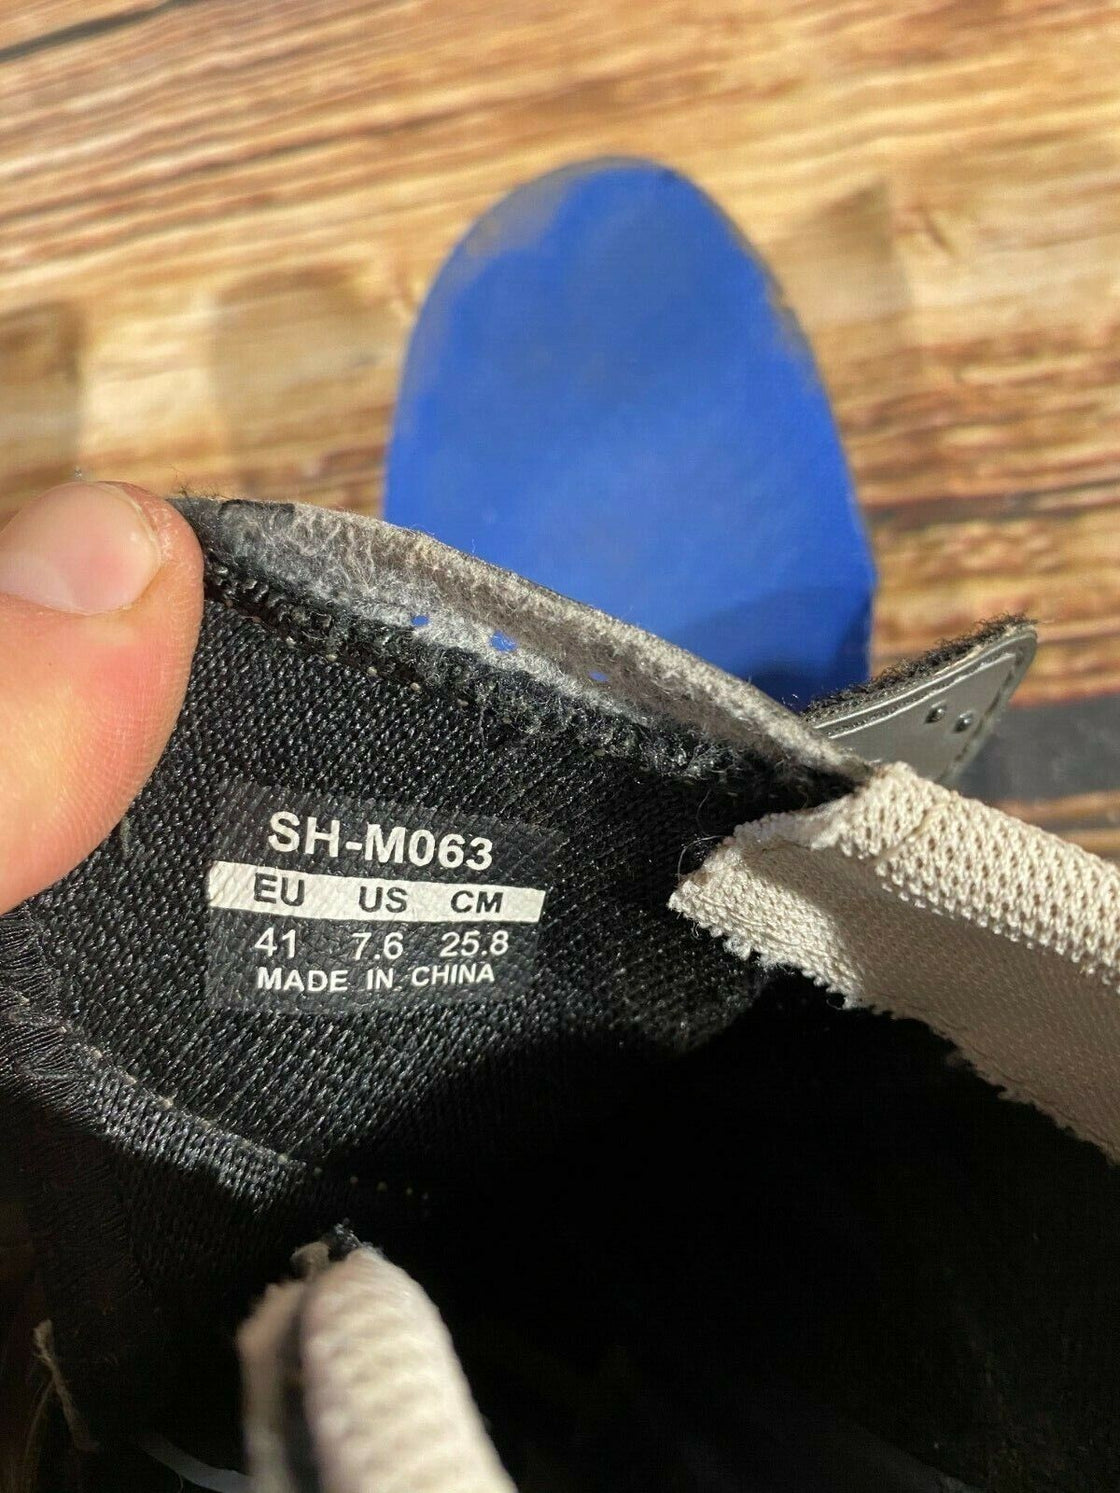 SH-M063
EU US CM
41 7.6 25.8
MADE IN CHINA